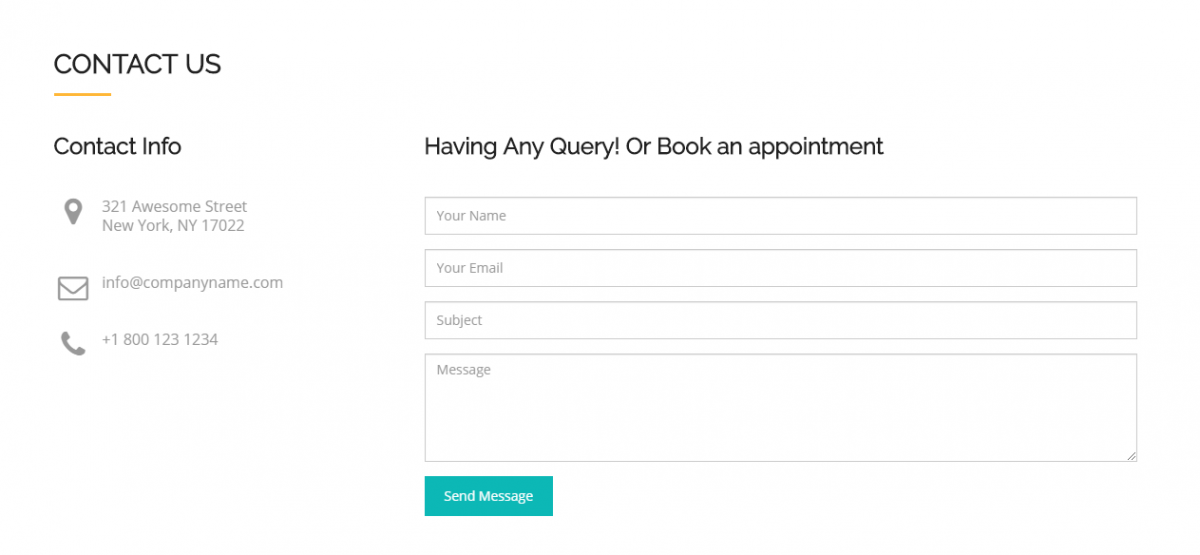 CONTACT US
Contact Info
321 Awesome Street
New York, NY 17022
info@companyname.com
+1 800 123 1234
Having Any Query! Or Book an appointment
Your Name
Your Email
Subject
Message
Send Message